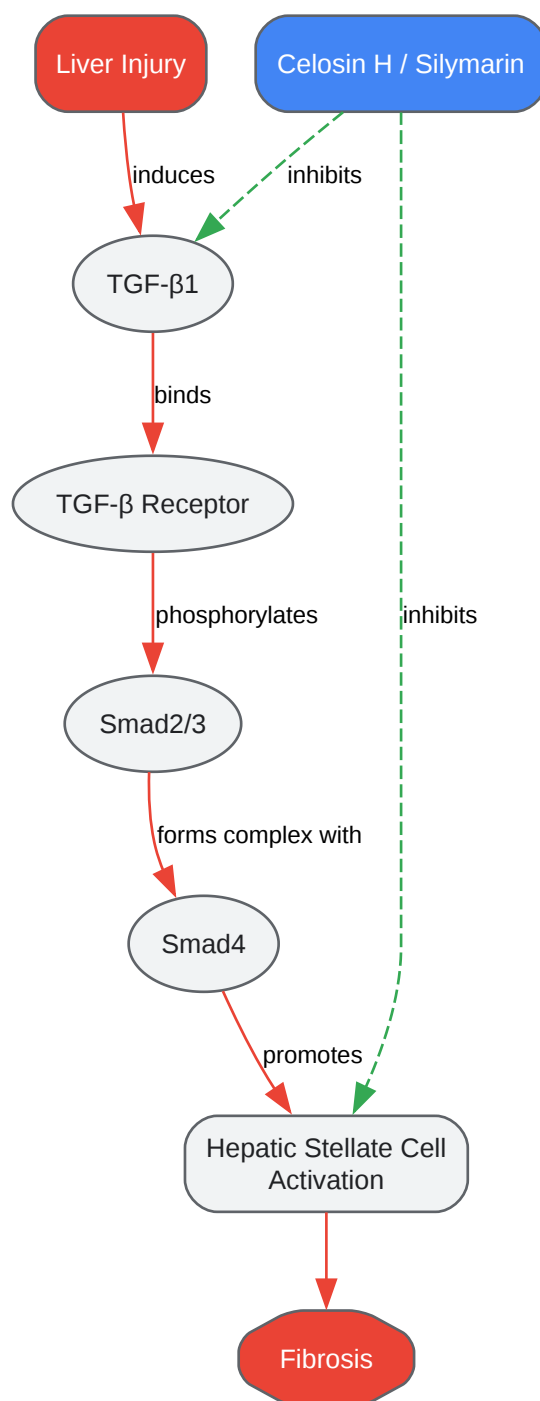 Liver Injury
Celosin H / Silymarin
induces
inhibits
TGF-β1
binds
TGF-β Receptor
phosphorylates
inhibits
Smad2/3
forms complex with
Smad4
promotes
Hepatic Stellate Cell
Activation
Fibrosis